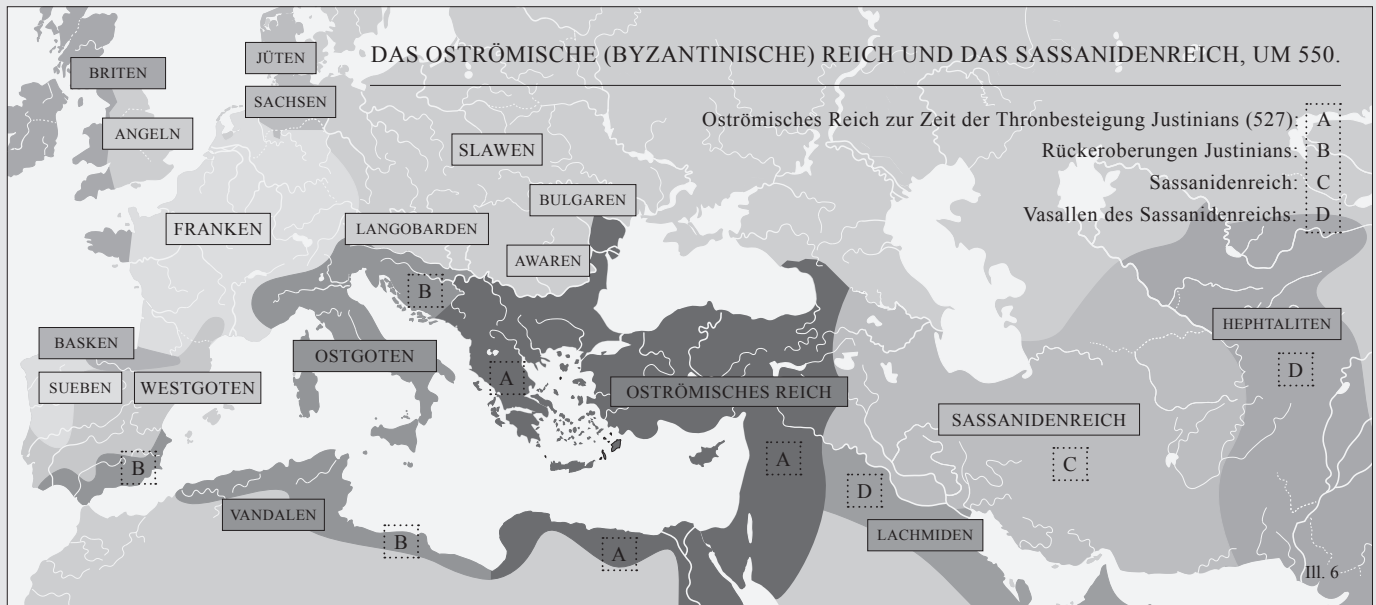 DAS OSTRÖMISCHE (BYZANTINISCHE) REICH UND DAS SASSANIDENREICH, UM 550.
Oströmisches Reich zur Zeit der Thronbesteigung Justinians (527): A
Rückeroberungen Justinians: B
Sassanidenreich: C
Vasallen des Sassanidenreichs: D
BRITEN
JÜTEN
SACHSEN
ANGELN
SLAWEN
BULGAREN
FRANKEN
LANGOBARDEN
AWAREN
B
HEPHTALITEN
D
BASKEN
OSTGOTEN
SUEBEN
WESTGOTEN
A
OSTRÖMISCHES REICH
SASSANIDENREICH
B
A
C
D
VANDALEN
B
A
LACHMIDEN
Ill. 6